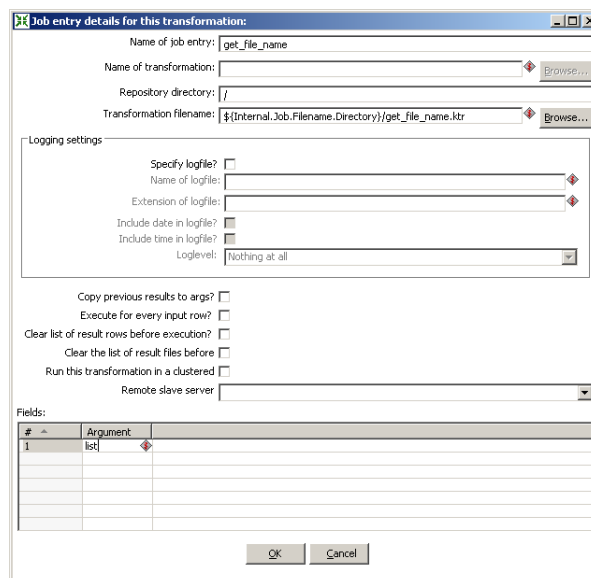 Job entry details for this transformation:
Name of job entry: get_file_name
Name of transformation: Browse...
Repository directory: /
Transformation filename: ${Internal.Job.Filename.Directory}/get_file_name.ktr Browse...
Logging settings
Specify logfile?
Name of logfile:
Extension of logfile:
Include date in logfile?
Include time in logfile?
Loglevel: Nothing at all
Copy previous results to args?
Execute for every input row?
Clear list of result rows before execution?
Clear the list of result files before
Run this transformation in a clustered
Remote slave server
Fields:
# Argument
1 list
OK Cancel